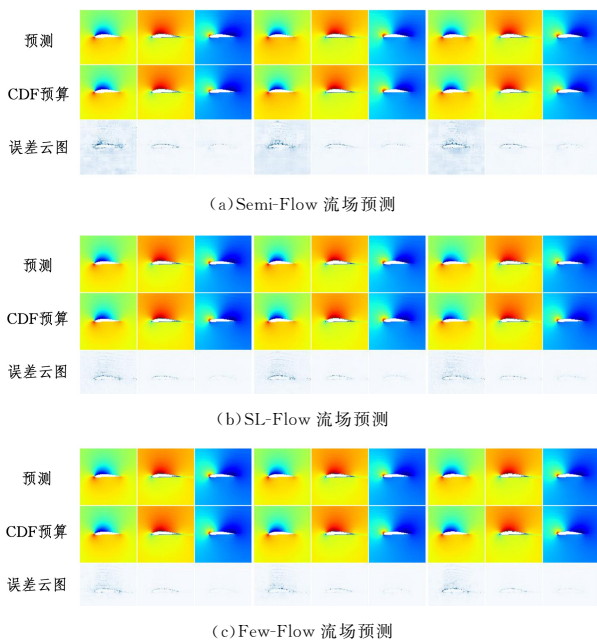 预测
CDF预算
误差云图
(a)Semi-Flow 流场预测
预测
CDF预算
误差云图
(b)SL-Flow 流场预测
预测
CDF预算
误差云图
(c)Few-Flow 流场预测